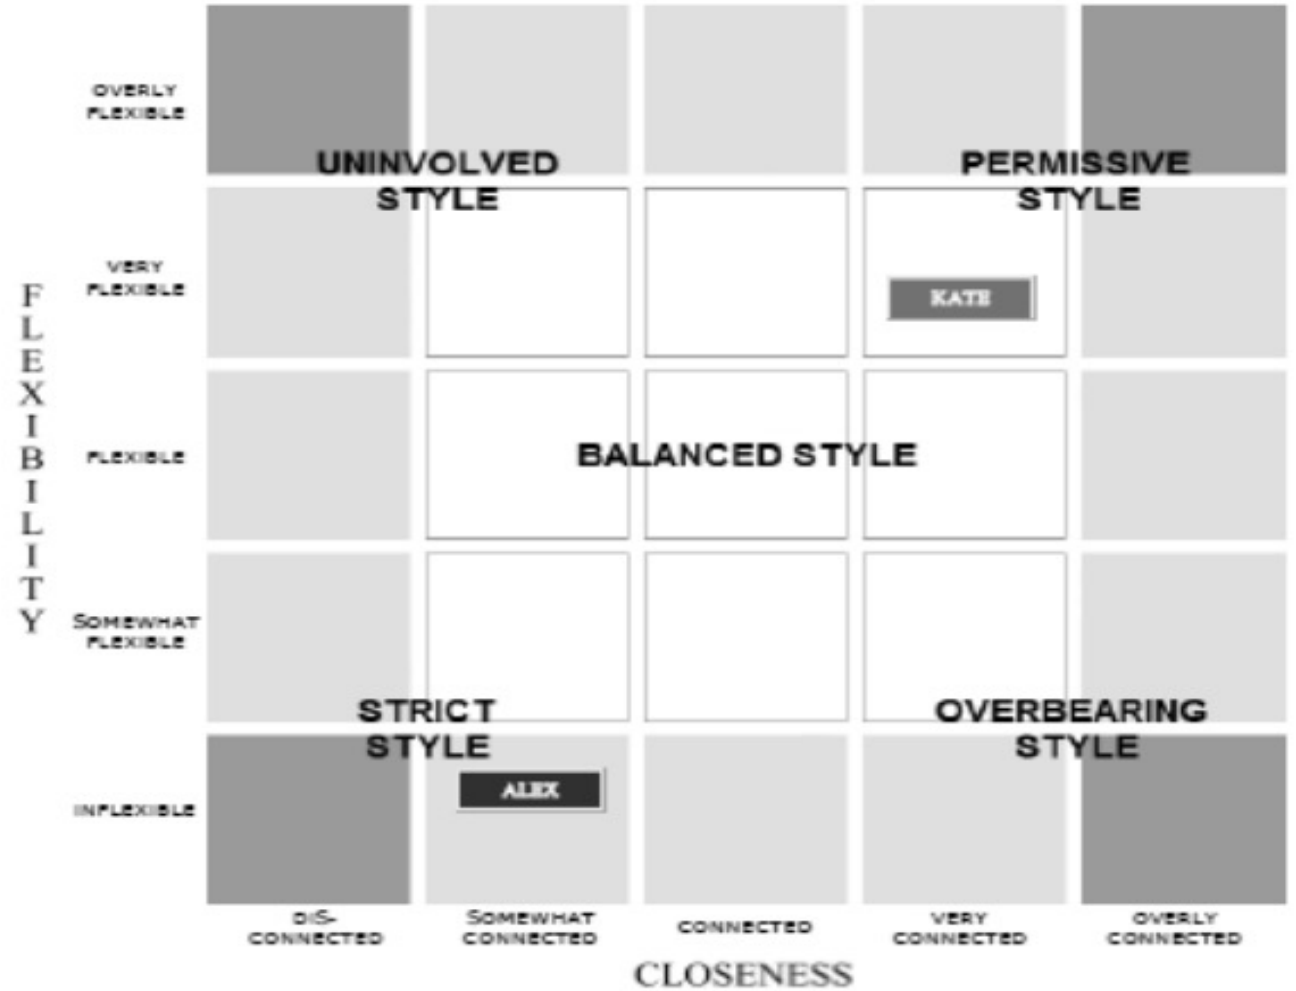 OVERLY
FLEXIBLE
UNINVOLVED
STYLE
PERMISSIVE
STYLE
VERY
FLEXIBLE
KATE
FLEXIBILITY
FLEXIBLE
BALANCED STYLE
SOMEWHAT
FLEXIBLE
STRICT
STYLE
OVERBEARING
STYLE
INFLEXIBLE
ALEX
DIS-
CONNECTED
SOMEWHAT
CONNECTED
CONNECTED
VERY
CONNECTED
OVERLY
CONNECTED
CLOSENESS